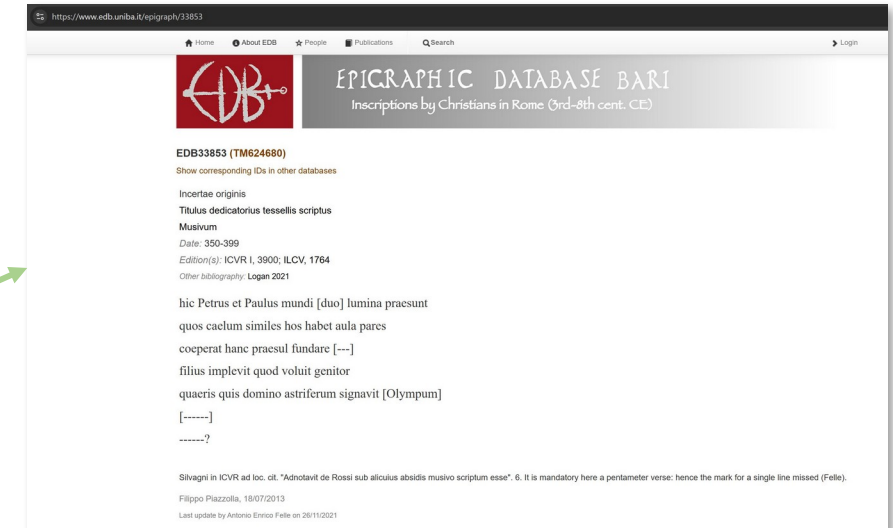 https://www.edb.uniba.it/epigraph/33853
Home About EDB People Publications Search Login
EDB
EPIGRAPHIC DATABASE BARI
Inscriptions by Christians in Rome (3rd-8th cent. CE)
EDB33853 (TM624680)
Show corresponding IDs in other databases
Incertae originis
Titulus dedicatorius tessellis scriptus
Musivum
Date: 350-399
Edition(s): ICVR I, 3900; ILCV, 1764
Other bibliography: Logan 2021
hic Petrus et Paulus mundi [duo] lumina praesunt
quos caelum similes hos habet aula pares
coeperat hanc praesul fundare [---]
filius implevit quod voluit genitor
quaeris quis domino astriferum signavit [Olympum]
[------]
------?
Silvagni in ICVR ad loc. cit. "Adnotavit de Rossi sub alicuius absidis musivo scriptum esse". 6. It is mandatory here a pentameter verse: hence the mark for a single line missed (Felle).
Filippo Piazzolla, 18/07/2013
Last update by Antonio Enrico Felle on 26/11/2021